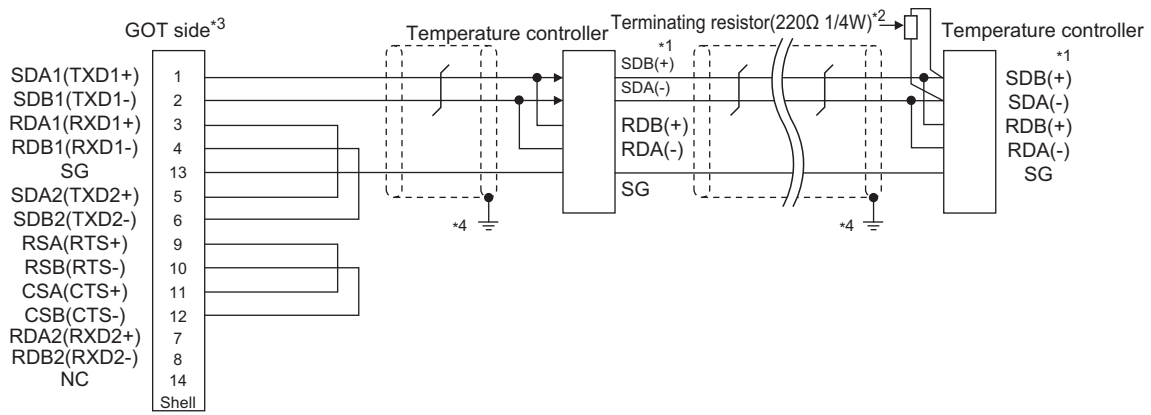 GOT side*3
SDA1(TXD1+) 1
SDB1(TXD1-) 2
RDA1(RXD1+) 3
RDB1(RXD1-) 4
SG 13
SDA2(TXD2+) 5
SDB2(TXD2-) 6
RSA(RTS+) 9
RSB(RTS-) 10
CSA(CTS+) 11
CSB(CTS-) 12
RDA2(RXD2+) 7
RDB2(RXD2-) 8
NC 14
Shell
*4
Temperature controller
*1
SDB(+)
SDA(-)
RDB(+)
RDA(-)
SG
Terminating resistor(220Ω 1/4W)*2
*4
Temperature controller
*1
SDB(+)
SDA(-)
RDB(+)
RDA(-)
SG